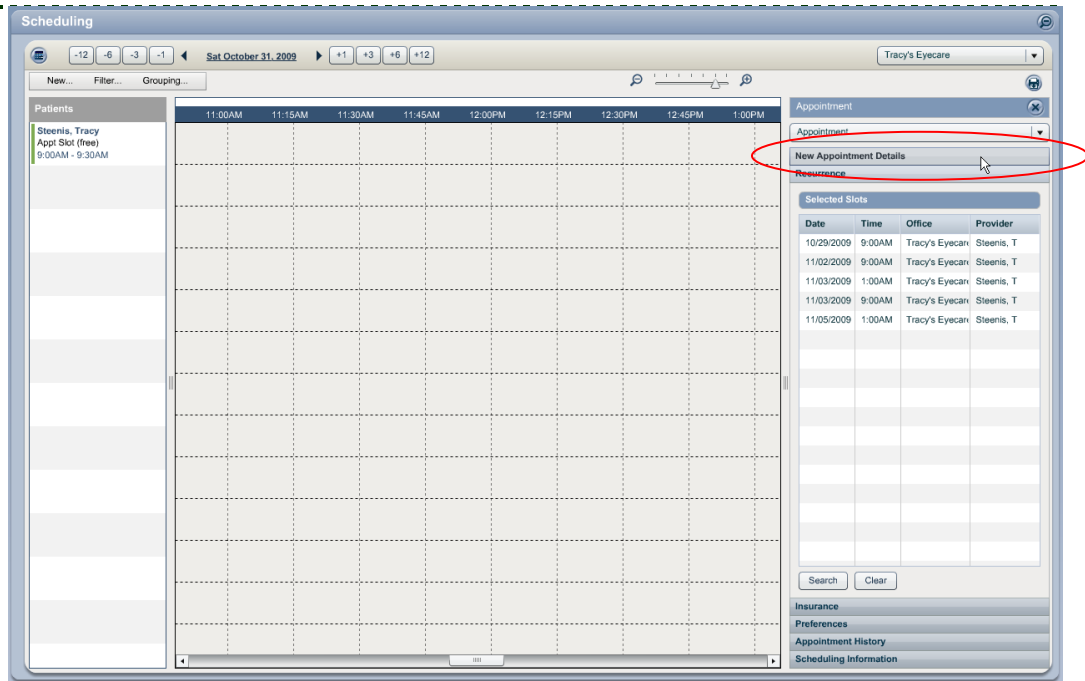 Scheduling
-12 -6 -3 -1 Sat October 31, 2009 +1 +3 +6 +12 Tracy's Eyecare
New... Filter... Grouping...
Patients
Steenis, Tracy
Appt Slot (free)
9:00AM - 9:30AM
11:00AM 11:15AM 11:30AM 11:45AM 12:00PM 12:15PM 12:30PM 12:45PM 1:00PM
Appointment
Appointment
New Appointment Details
Recurrence
Selected Slots
Date Time Office Provider
10/29/2009 9:00AM Tracy's Eyecare Steenis, T
11/02/2009 9:00AM Tracy's Eyecare Steenis, T
11/03/2009 1:00AM Tracy's Eyecare Steenis, T
11/03/2009 9:00AM Tracy's Eyecare Steenis, T
11/05/2009 1:00AM Tracy's Eyecare Steenis, T
Search Clear
Insurance
Preferences
Appointment History
Scheduling Information